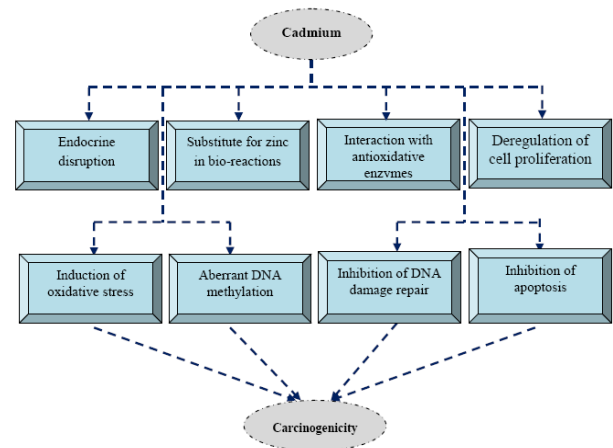 Cadmium
Endocrine
disruption
Substitute for zinc
in bio-reactions
Interaction with
antioxidative
enzymes
Deregulation of
cell proliferation
Induction of
oxidative stress
Aberrant DNA
methylation
Inhibition of DNA
damage repair
Inhibition of
apoptosis
Carcinogenicity